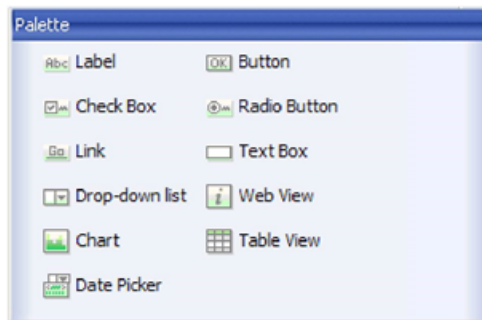 Palette
Abc Label OK Button
Check Box Radio Button
Go Link Text Box
Drop-down list i Web View
Chart Table View
Date Picker